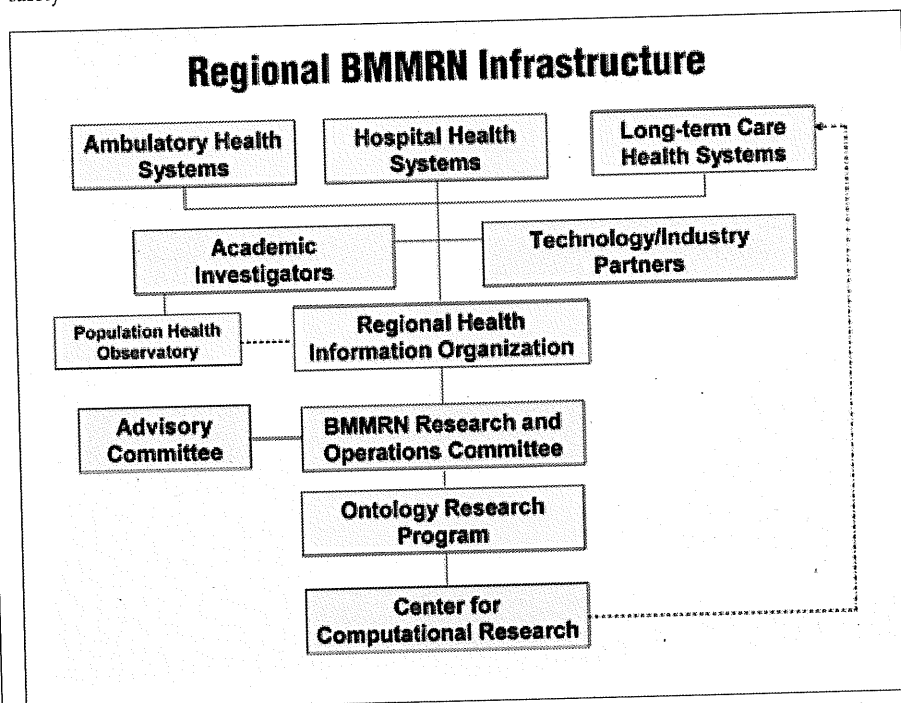 Regional BMMRN Infrastructure
Ambulatory Health
Systems
Hospital Health
Systems
Long-term Care
Health Systems
Academic
Investigators
Technology/Industry
Partners
Population Health
Observatory
Regional Health
Information Organization
Advisory
Committee
BMMRN Research and
Operations Committee
Ontology Research
Program
Center for
Computational Research